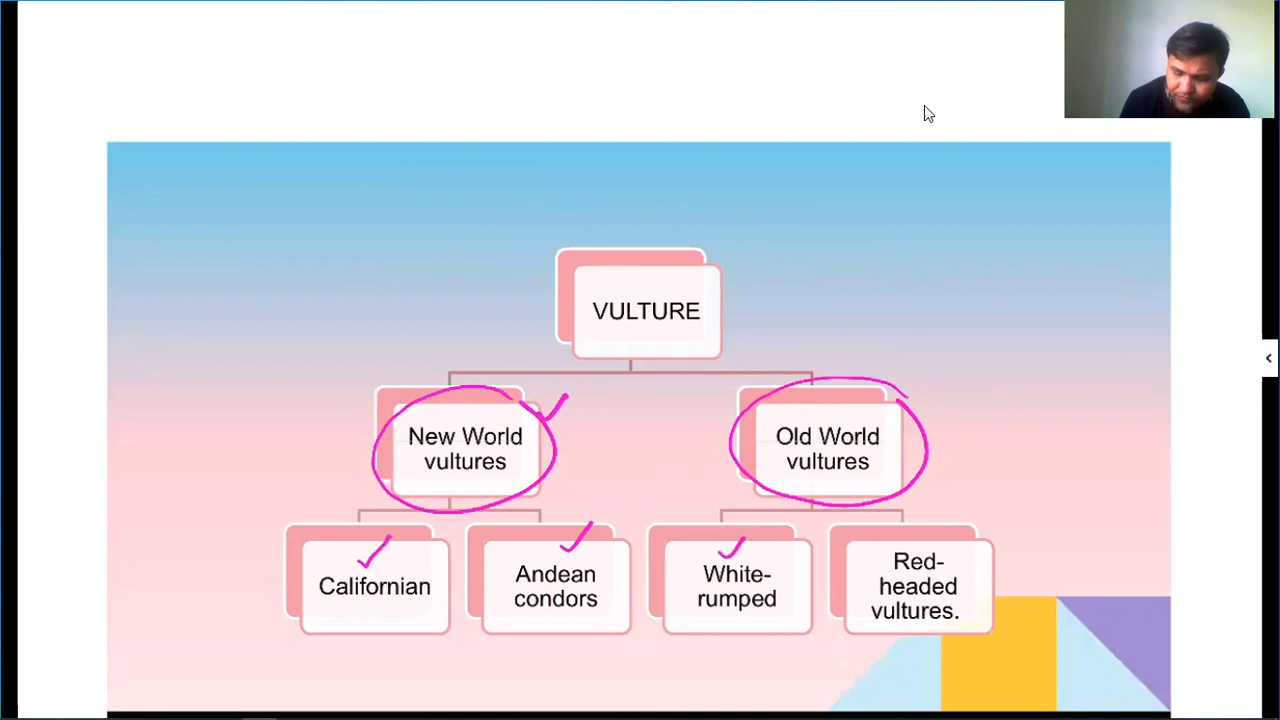 VULTURE
New World
vultures
Old World
vultures
Californian
Andean
condors
White-
rumped
Red-
headed
vultures.